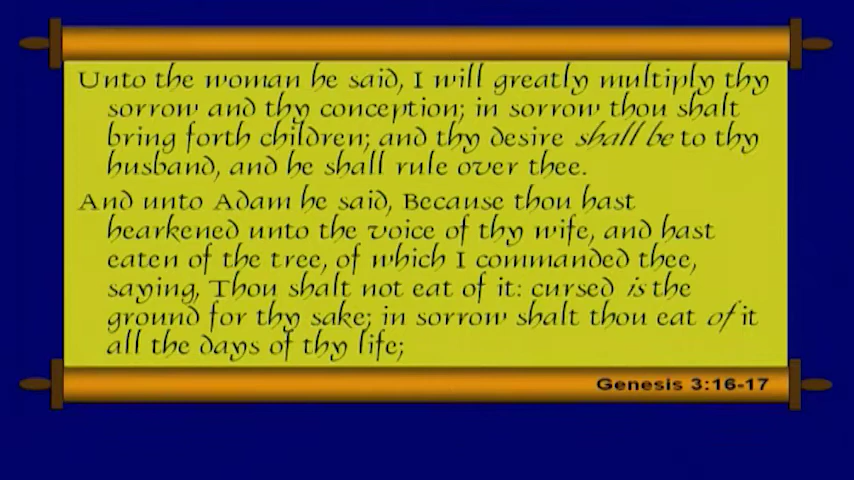 Unto the woman he said, I will greatly multiply thy
sorrow and thy conception; in sorrow thou shalt
bring forth children; and thy desire shall be to thy
husband, and he shall rule over thee.
And unto Adam he said, Because thou hast
hearkened unto the voice of thy wife, and hast
eaten of the tree, of which I commanded thee,
saying, Thou shalt not eat of it: cursed is the
ground for thy sake; in sorrow shalt thou eat of it
all the days of thy life;
Genesis 3:16-17